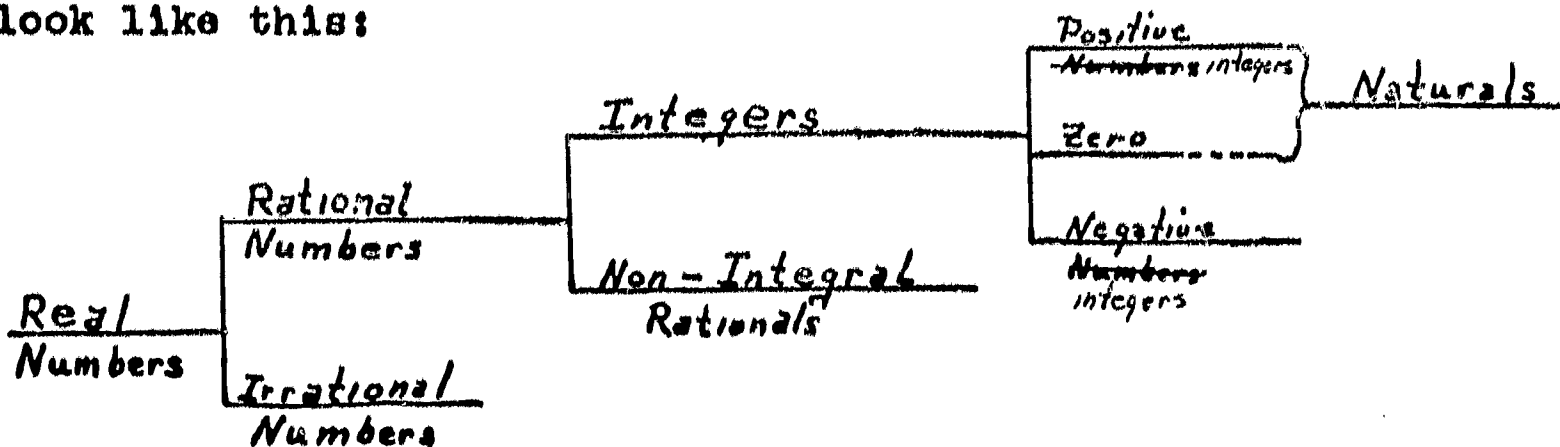 look like this:
Positive
Numbers integers
Naturals
Integers
Zero
Rational
Numbers
Negative
Numbers
integers
Non-Integral
Rationals
Real
Numbers
Irrational
Numbers